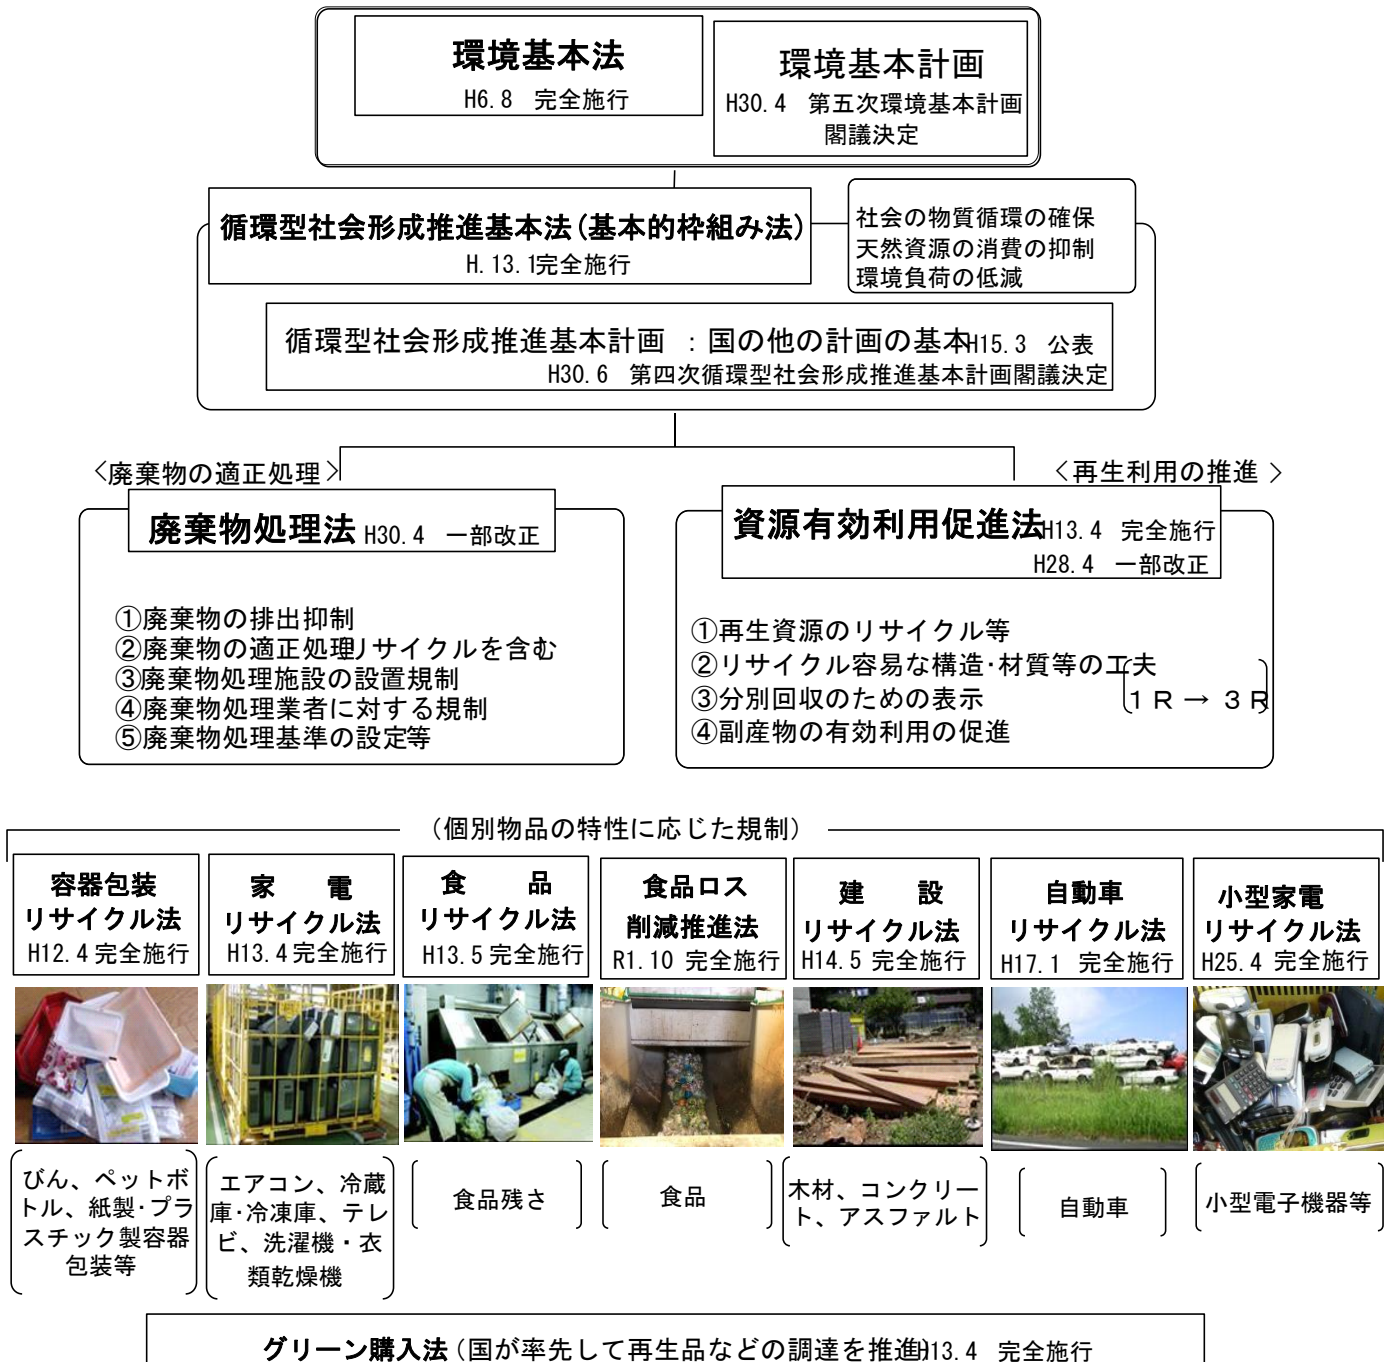 環境基本法
H6.8 完全施行
環境基本計画
H30.4 第五次環境基本計画
閣議決定
循環型社会形成推進基本法(基本的枠組み法)
H.13.1完全施行
社会の物質循環の確保
天然資源の消費の抑制
環境負荷の低減
循環型社会形成推進基本計画 :国の他の計画の基本H15.3 公表
H30.6 第四次循環型社会形成推進基本計画閣議決定
<廃棄物の適正処理>
廃棄物処理法 H30.4 一部改正
①廃棄物の排出抑制
②廃棄物の適正処理リサイクルを含む
③廃棄物処理施設の設置規制
④廃棄物処理業者に対する規制
⑤廃棄物処理基準の設定等
<再生利用の推進>
資源有効利用促進法H13.4 完全施行
H28.4 一部改正
①再生資源のリサイクル等
②リサイクル容易な構造・材質等の工夫
③分別回収のための表示
④副産物の有効利用の促進
1R→3R
(個別物品の特性に応じた規制)
容器包装
リサイクル法
H12.4完全施行
家 電
リサイクル法
H13.4完全施行
食 品
リサイクル法
H13.5完全施行
食品ロス
削減推進法
R1.10 完全施行
建 設
リサイクル法
H14.5 完全施行
自動車
リサイクル法
H17.1 完全施行
小型家電
リサイクル法
H25.4 完全施行
びん、ペットボ
トル、紙製・プラ
スチック製容器
包装等
エアコン、冷蔵
庫・冷凍庫、テレ
ビ、洗濯機・衣
類乾燥機
食品残さ
食品
木材、コンクリー
ト、アスファルト
自動車
小型電子機器等
グリーン購入法(国が率先して再生品などの調達を推進)H13.4 完全施行